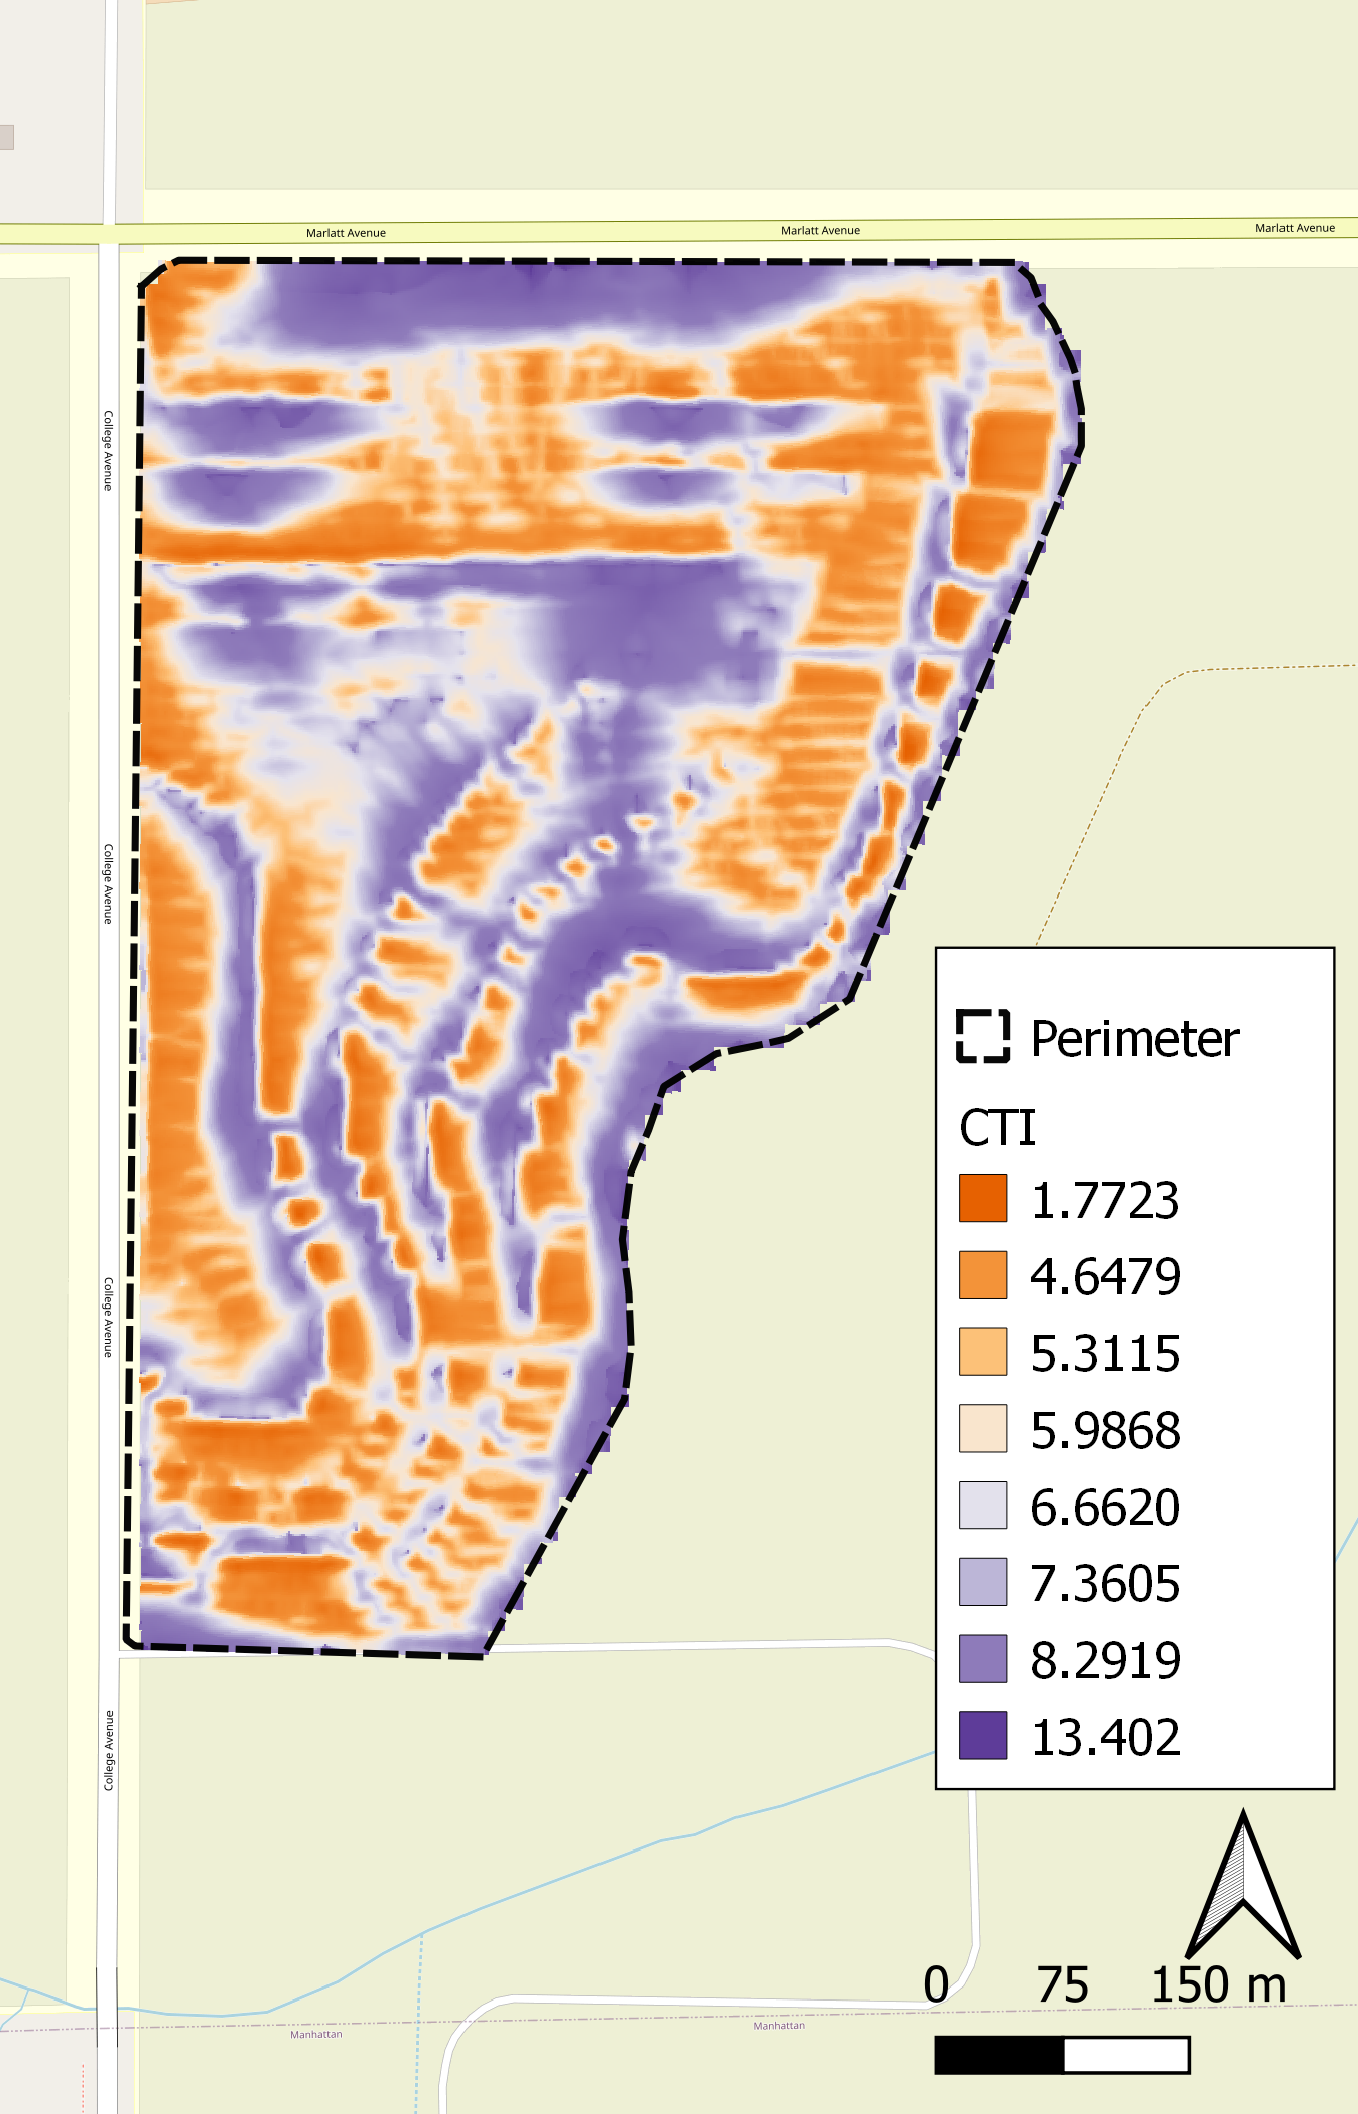 Marlatt Avenue
Marlatt Avenue
Marlatt Avenue
College Avenue
College Avenue
College Avenue
College Avenue
Perimeter
CTI
1.7723
4.6479
5.3115
5.9868
6.6620
7.3605
8.2919
13.402
0 75 150 m
Manhattan
Manhattan